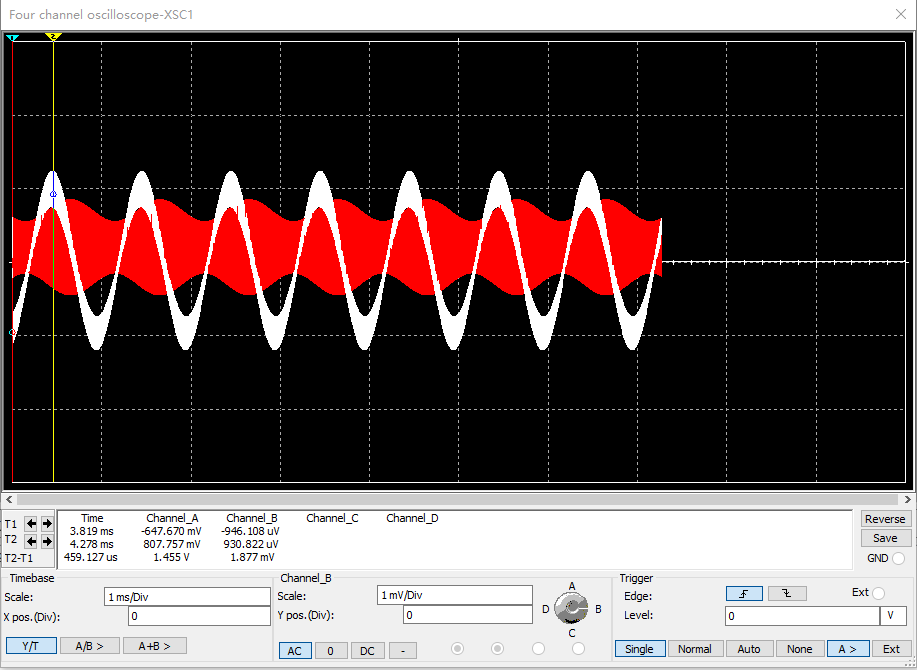 Four channel oscilloscope-XSC1
1 2
Time Channel_A Channel_B Channel_C Channel_D
T1 3.819 ms -647.670 mV -946.108 uV
T2 4.278 ms 807.757 mV 930.822 uV
T2-T1 459.127 us 1.455 V 1.877 mV
Reverse
Save
GND
Timebase
Scale: 1 ms/Div
X pos.(Div): 0
Y/T A/B > A+B >
Channel_B
Scale: 1 mV/Div
Y pos.(Div): 0
AC 0 DC -
A
D B
C
Trigger
Edge: Ext
Level: 0 V
Single Normal Auto None A > Ext